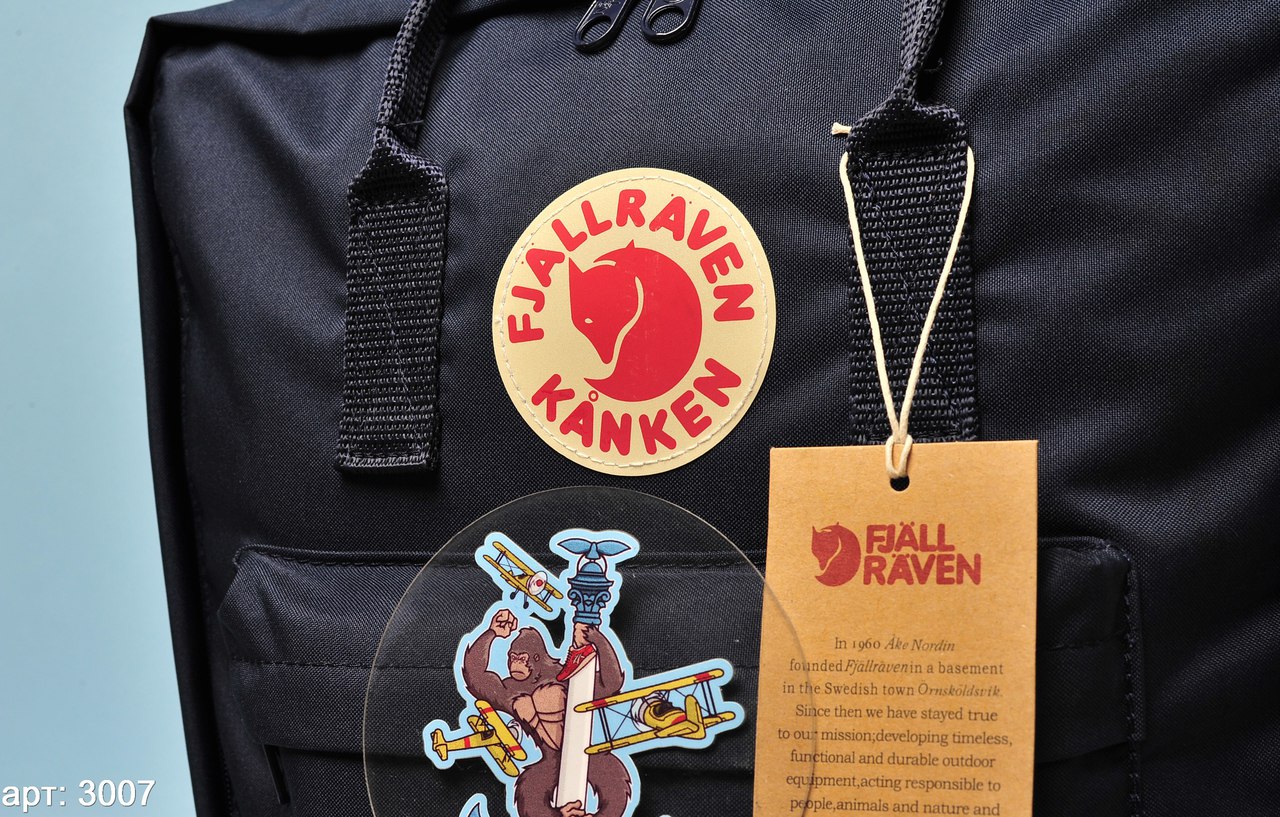 FJÄLLRÄVEN
KÅNKEN
FJÄLL
RÄVEN
In 1960 Åke Nordin
founded Fjällräven in a basement
in the Swedish town Ornsköldsvik.
Since then we have stayed true
to our mission;developing timeless,
functional and durable outdoor
equipment,acting responsible to
people,animals and nature and
арт: 3007